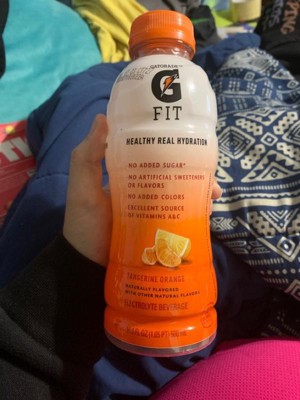 GATORADE
G
FIT
HEALTHY REAL HYDRATION
NO ADDED SUGAR*
NO ARTIFICIAL SWEETENERS
OR FLAVORS
NO ADDED COLORS
EXCELLENT SOURCE
OF VITAMINS A&C
TANGERINE ORANGE
NATURALLY FLAVORED
WITH OTHER NATURAL FLAVORS
ELECTROLYTE BEVERAGE